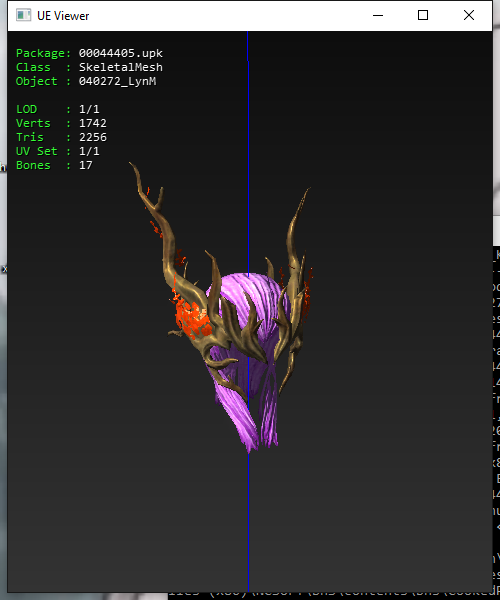 UE Viewer
Package: 00044405.upk
Class : SkeletalMesh
Object : 040272_LynM
LOD : 1/1
Verts : 1742
Tris : 2256
UV Set : 1/1
Bones : 17